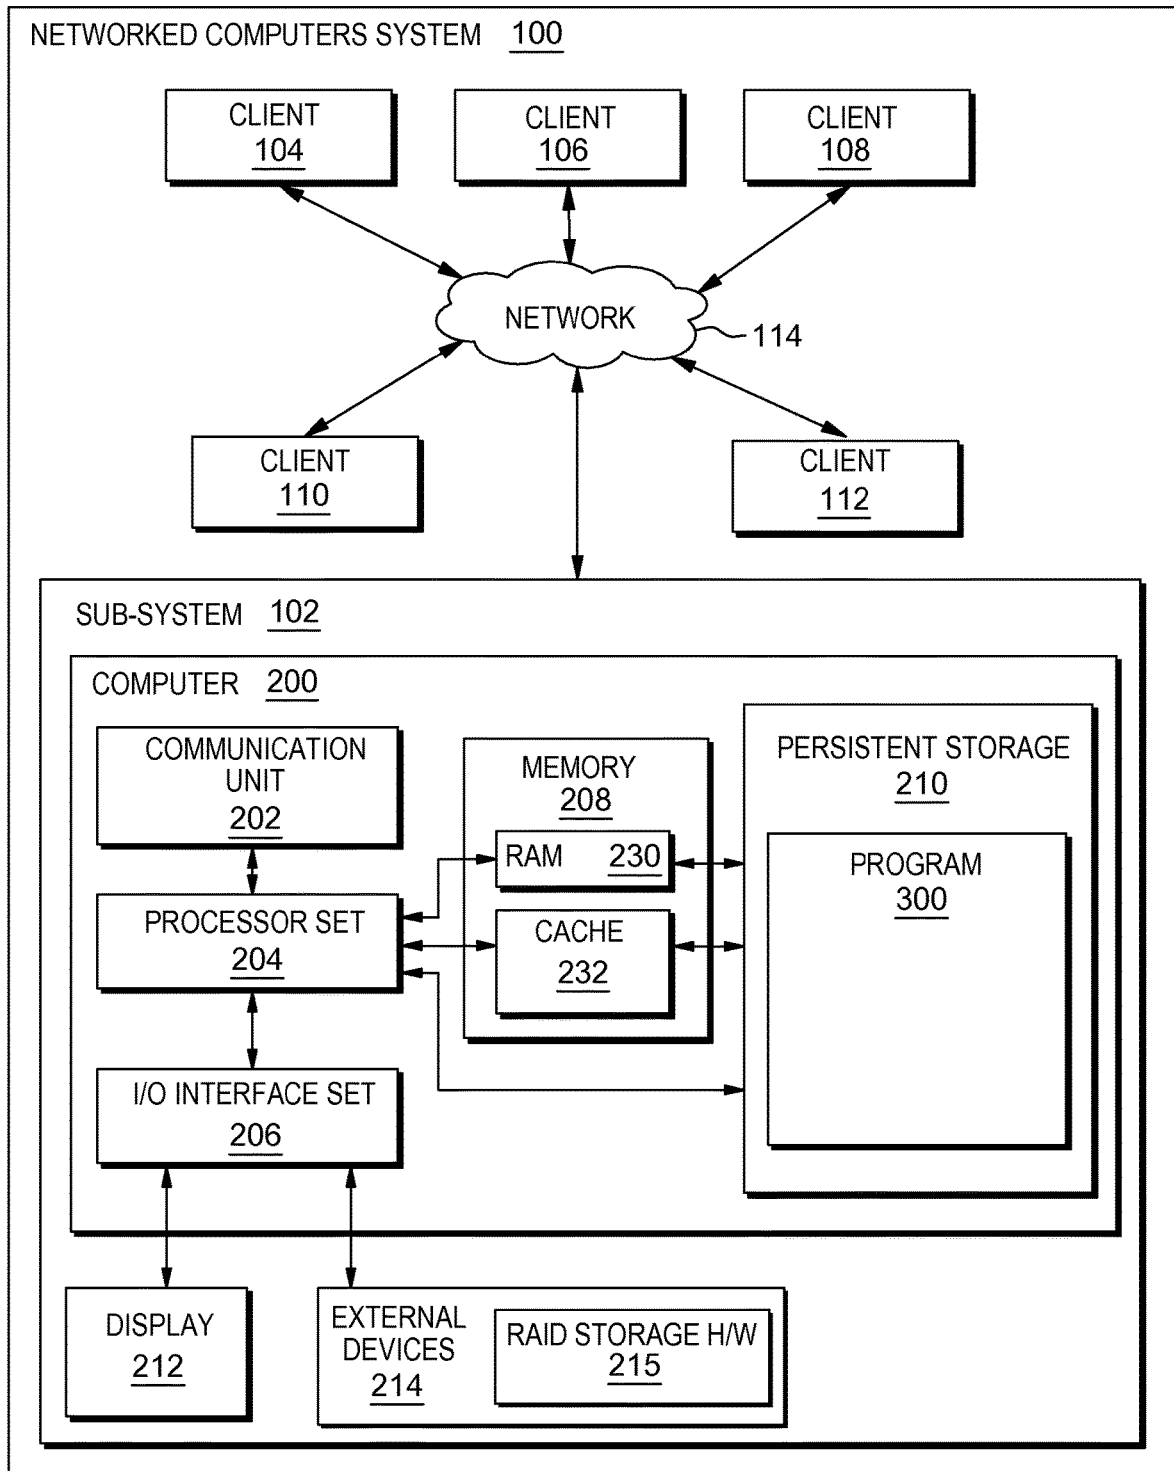 NETWORKED COMPUTERS SYSTEM 100
CLIENT
104
CLIENT
106
CLIENT
108
NETWORK
114
CLIENT
110
CLIENT
112
SUB-SYSTEM 102
COMPUTER 200
COMMUNICATION
UNIT
202
PROCESSOR SET
204
I/O INTERFACE SET
206
MEMORY
208
RAM 230
CACHE
232
PERSISTENT STORAGE
210
PROGRAM
300
DISPLAY
212
EXTERNAL
DEVICES
214
RAID STORAGE H/W
215